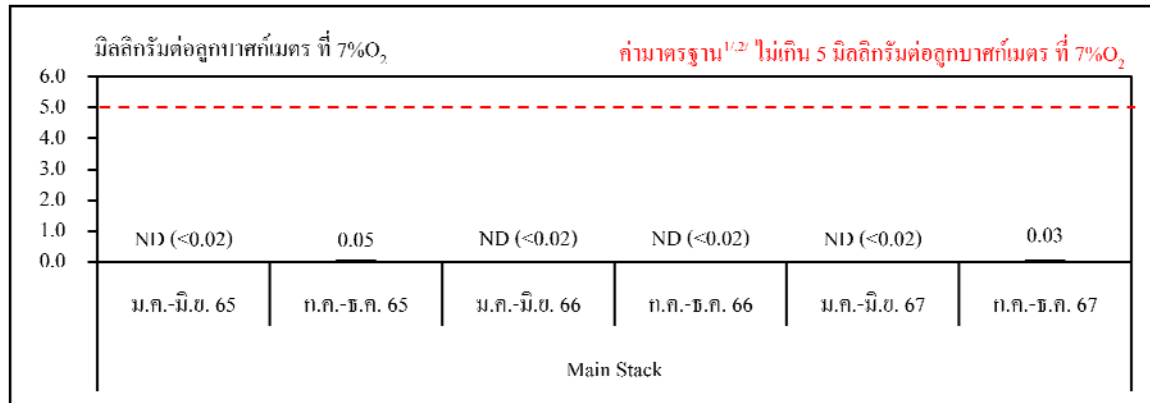 มิลลิกรัมต่อลูกบาศก์เมตร ที่ 7%O₂
ค่ามาตรฐาน¹/,²/ ไม่เกิน 5 มิลลิกรัมต่อลูกบาศก์เมตร ที่ 7%O₂
6.0
5.0
4.0
3.0
2.0
1.0
0.0
ND (<0.02) 0.05 ND (<0.02) ND (<0.02) ND (<0.02) 0.03
ม.ค.-มิ.ย. 65 ก.ค.-ธ.ค. 65 ม.ค.-มิ.ย. 66 ก.ค.-ธ.ค. 66 ม.ค.-มิ.ย. 67 ก.ค.-ธ.ค. 67
Main Stack